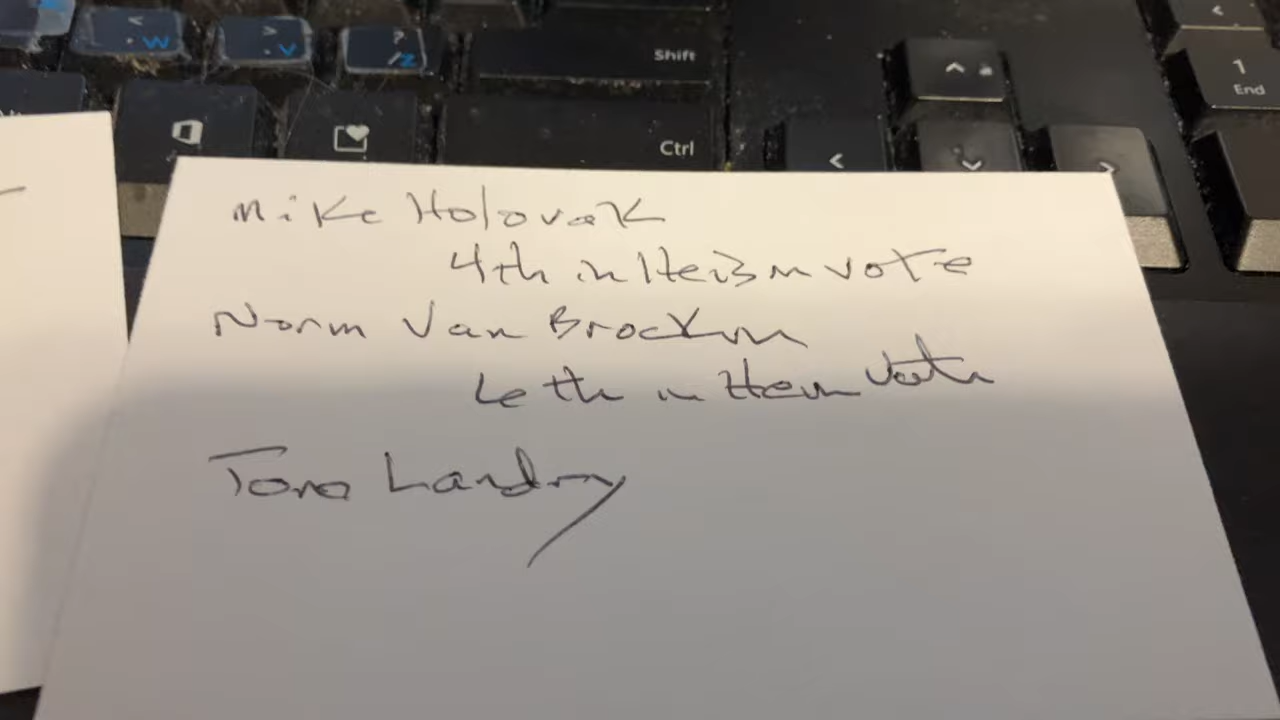 < W
> V
? / Z
Shift
^
<
1
End
Ctrl
<
>
Mike Holovak
4th in Heism vote
Norm Van Brocklin
6th in Heism Vote
Tom Landry